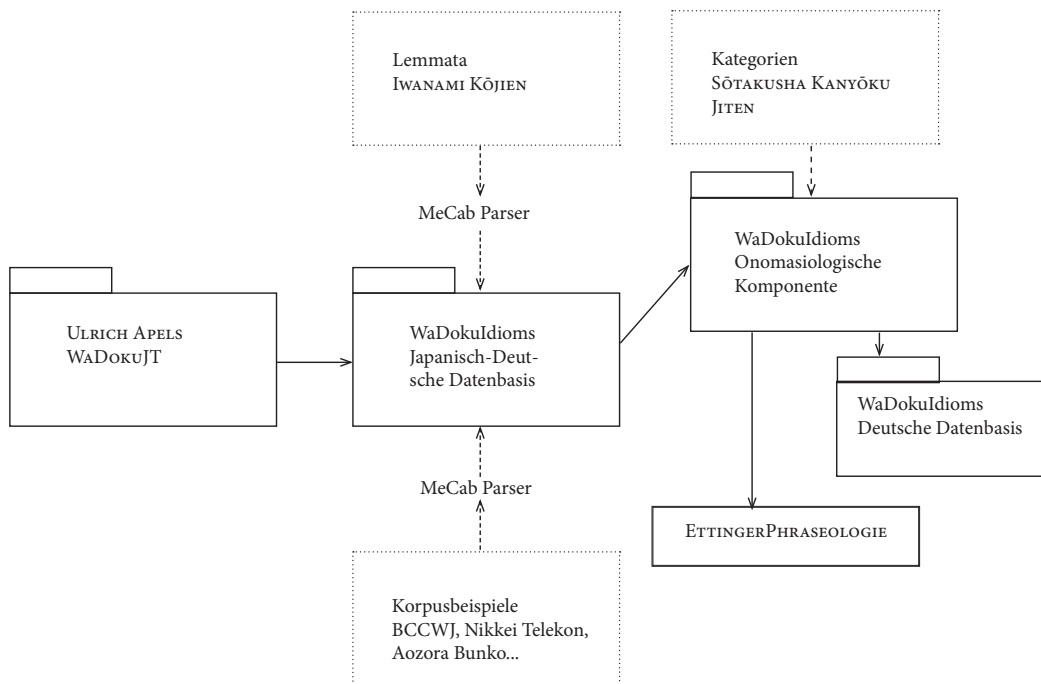 Lemmata
Iwanami Kōjien
Kategorien
Sōtakusha Kanyōku
Jiten
MeCab Parser
WaDokuIdioms
Onomasiologische
Komponente
Ulrich Apels
WaDokuJT
WaDokuIdioms
Japanisch-Deut-
sche Datenbasis
WaDokuIdioms
Deutsche Datenbasis
MeCab Parser
EttingerPhraseologie
Korpusbeispiele
BCCWJ, Nikkei Telekon,
Aozora Bunko...